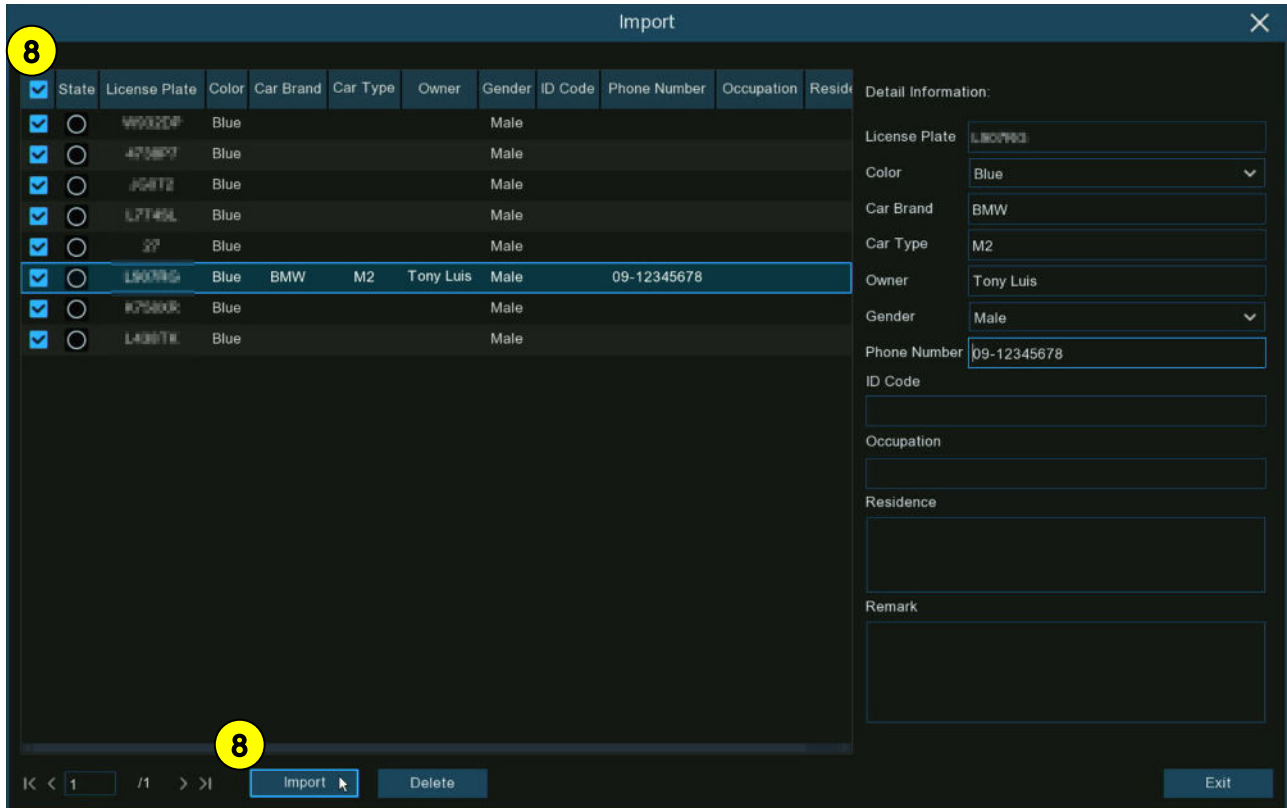 Import
8
State License Plate Color Car Brand Car Type Owner Gender ID Code Phone Number Occupation Reside
Blue Male
Blue Male
Blue Male
Blue Male
Blue Male
Blue BMW M2 Tony Luis Male 09-12345678
Blue Male
Blue Male
Detail Information:
License Plate
Color Blue
Car Brand BMW
Car Type M2
Owner Tony Luis
Gender Male
Phone Number 09-12345678
ID Code
Occupation
Residence
Remark
8
1 /1 Import Delete Exit